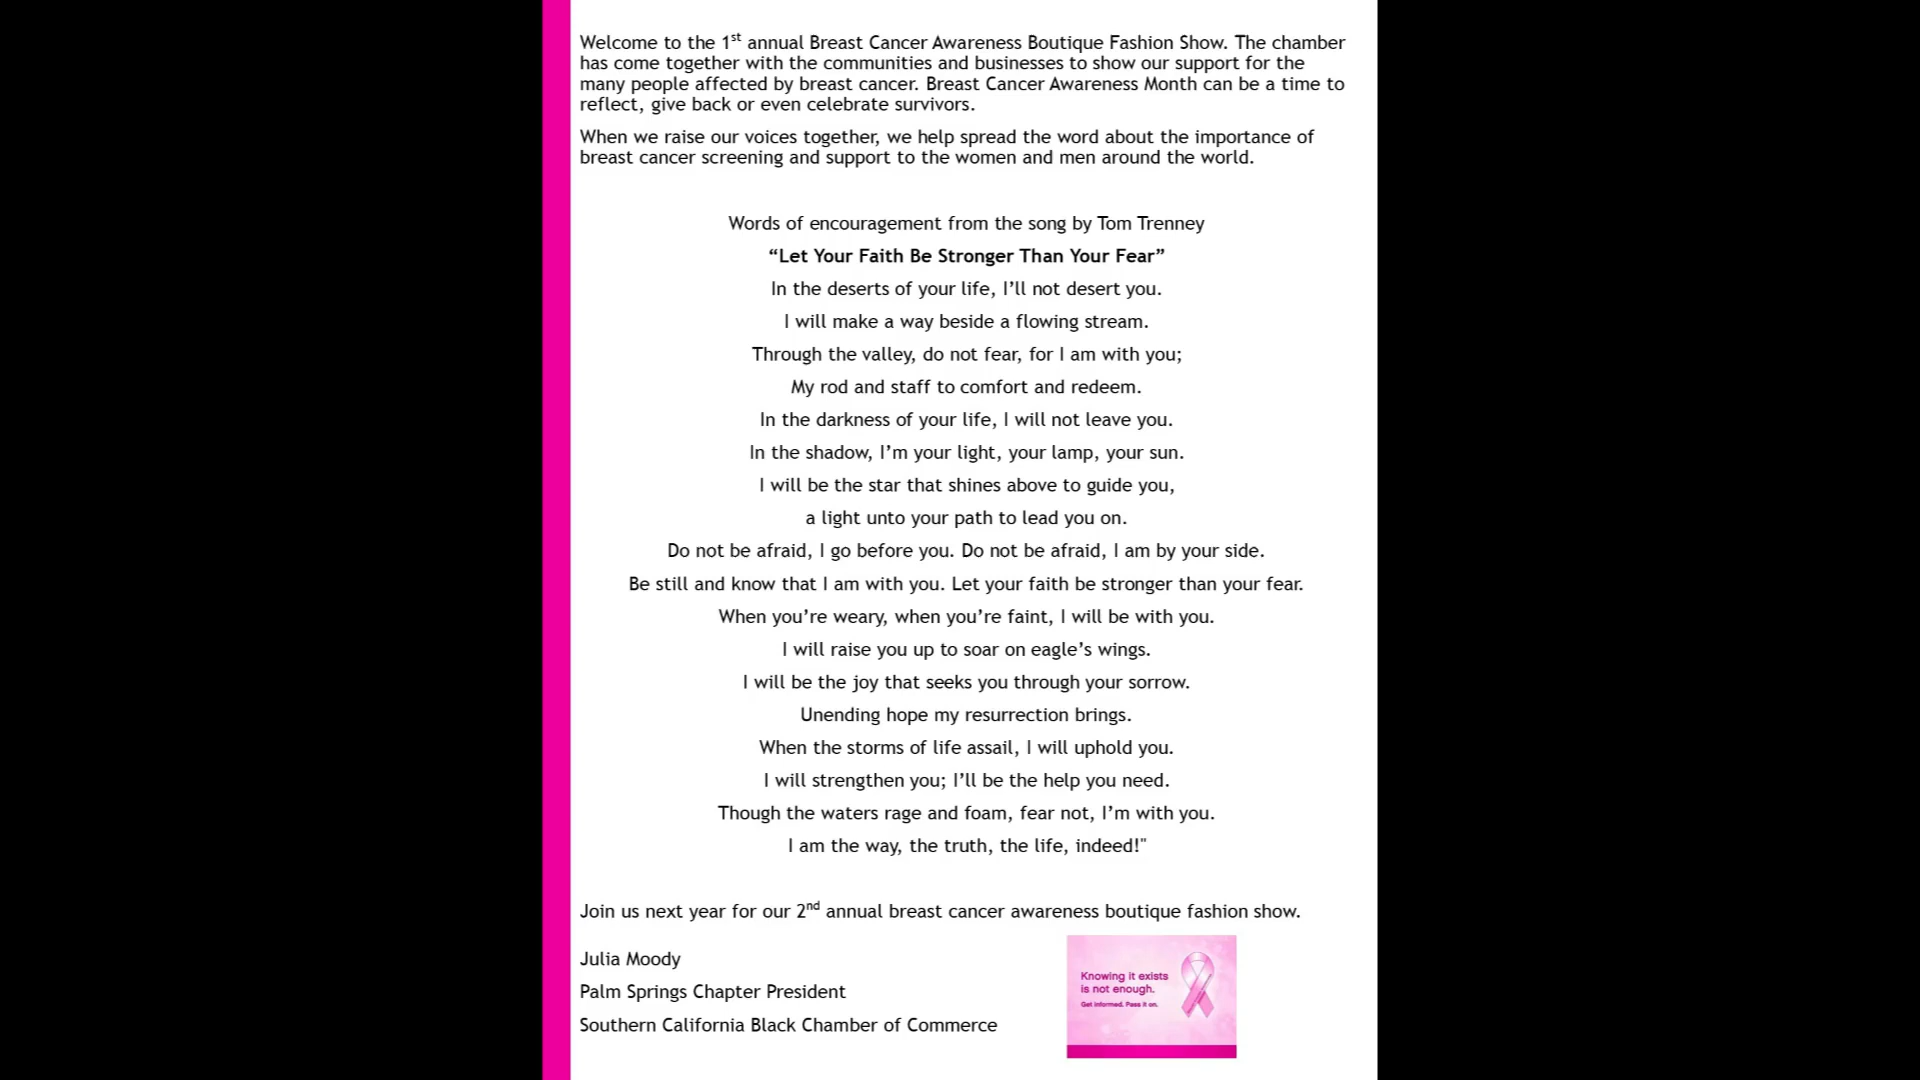 Welcome to the 1st annual Breast Cancer Awareness Boutique Fashion Show. The chamber
has come together with the communities and businesses to show our support for the
many people affected by breast cancer. Breast Cancer Awareness Month can be a time to
reflect, give back or even celebrate survivors.
When we raise our voices together, we help spread the word about the importance of
breast cancer screening and support to the women and men around the world.
Words of encouragement from the song by Tom Trenney
“Let Your Faith Be Stronger Than Your Fear”
In the deserts of your life, I’ll not desert you.
I will make a way beside a flowing stream.
Through the valley, do not fear, for I am with you;
My rod and staff to comfort and redeem.
In the darkness of your life, I will not leave you.
In the shadow, I’m your light, your lamp, your sun.
I will be the star that shines above to guide you,
a light unto your path to lead you on.
Do not be afraid, I go before you. Do not be afraid, I am by your side.
Be still and know that I am with you. Let your faith be stronger than your fear.
When you’re weary, when you’re faint, I will be with you.
I will raise you up to soar on eagle’s wings.
I will be the joy that seeks you through your sorrow.
Unending hope my resurrection brings.
When the storms of life assail, I will uphold you.
I will strengthen you; I’ll be the help you need.
Though the waters rage and foam, fear not, I’m with you.
I am the way, the truth, the life, indeed!"
Join us next year for our 2nd annual breast cancer awareness boutique fashion show.
Julia Moody
Palm Springs Chapter President
Southern California Black Chamber of Commerce
Knowing it exists
is not enough.
Get informed. Pass it on.